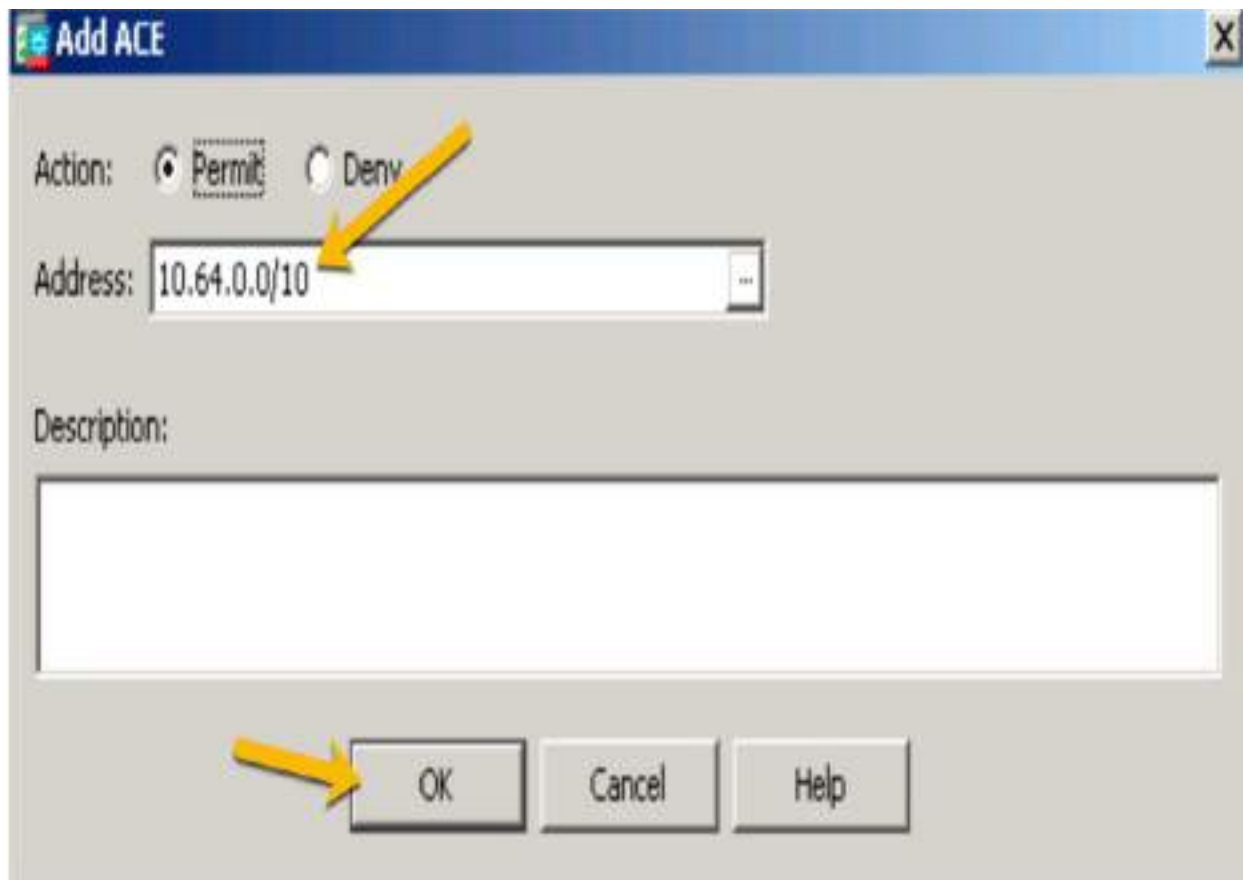 Add ACE
Action: Permit Deny
Address: 10.64.0.0/10 ...
Description:
OK Cancel Help